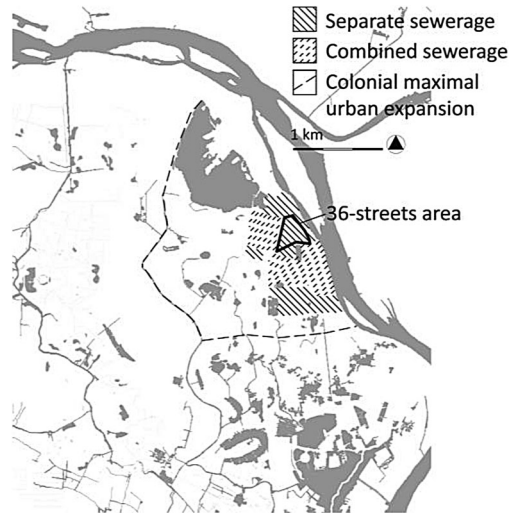 Separate sewerage
Combined sewerage
Colonial maximal
urban expansion
1 km
36-streets area